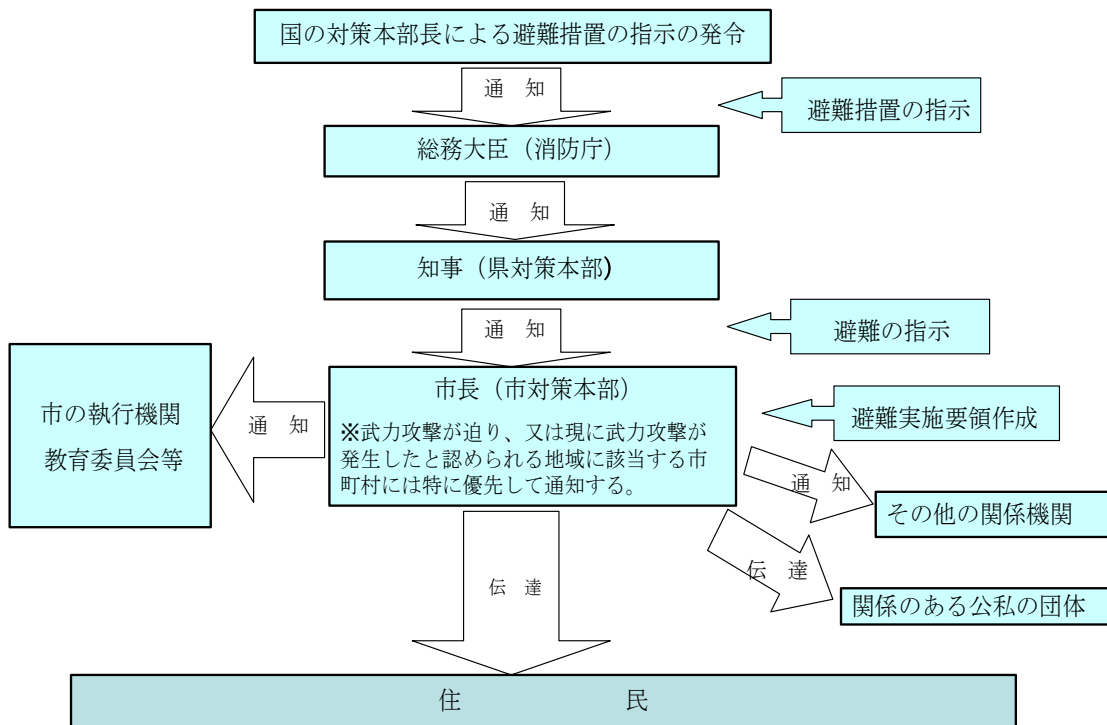 国の対策本部長による避難措置の指示の発令
通　知
避難措置の指示
総務大臣（消防庁）
通　知
知事（県対策本部)
通　知
避難の指示
市の執行機関
教育委員会等
通　知
市長（市対策本部）
※武力攻撃が迫り、又は現に武力攻撃が
発生したと認められる地域に該当する市
町村には特に優先して通知する。
避難実施要領作成
通　知
その他の関係機関
伝　達
関係のある公私の団体
伝　達
住　　　　　　　民